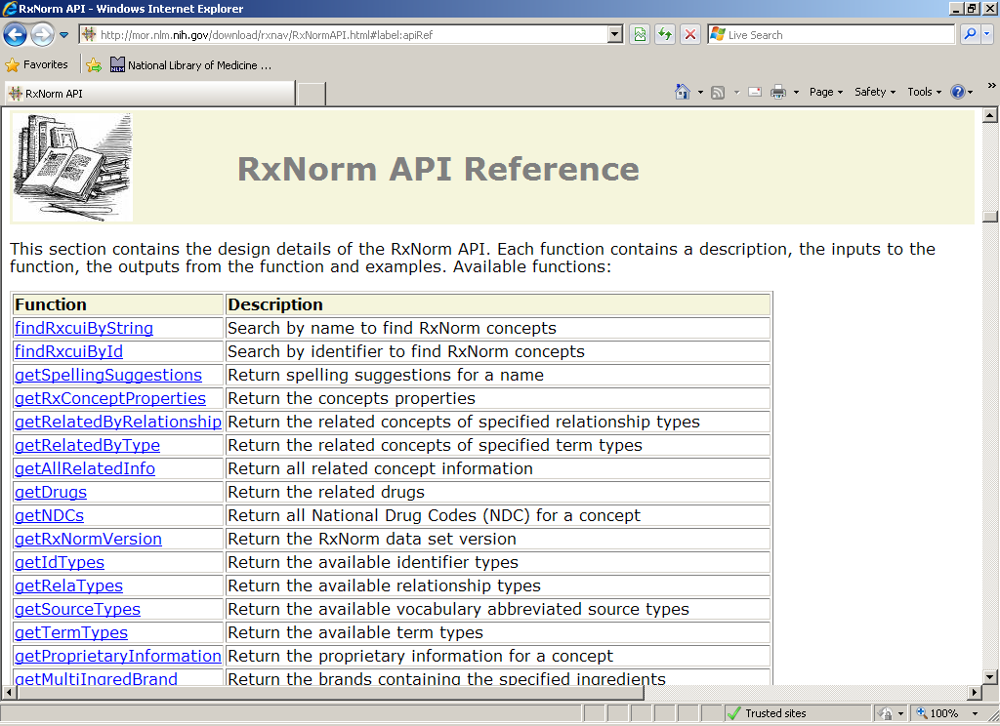 RxNorm API - Windows Internet Explorer
http://mor.nlm.nih.gov/download/rxnav/RxNormAPI.html#label:apiRef
Live Search
Favorites
NLM
National Library of Medicine ...
RxNorm API
Page
Safety
Tools
RxNorm API Reference
This section contains the design details of the RxNorm API. Each function contains a description, the inputs to the
function, the outputs from the function and examples. Available functions:
Function Description
findRxcuiByString Search by name to find RxNorm concepts
findRxcuiById Search by identifier to find RxNorm concepts
getSpellingSuggestions Return spelling suggestions for a name
getRxConceptProperties Return the concepts properties
getRelatedByRelationship Return the related concepts of specified relationship types
getRelatedByType Return the related concepts of specified term types
getAllRelatedInfo Return all related concept information
getDrugs Return the related drugs
getNDCs Return all National Drug Codes (NDC) for a concept
getRxNormVersion Return the RxNorm data set version
getIdTypes Return the available identifier types
getRelaTypes Return the available relationship types
getSourceTypes Return the available vocabulary abbreviated source types
getTermTypes Return the available term types
getProprietaryInformation Return the proprietary information for a concept
getMultiIngredBrand Return the brands containing the specified ingredients
Trusted sites
100%